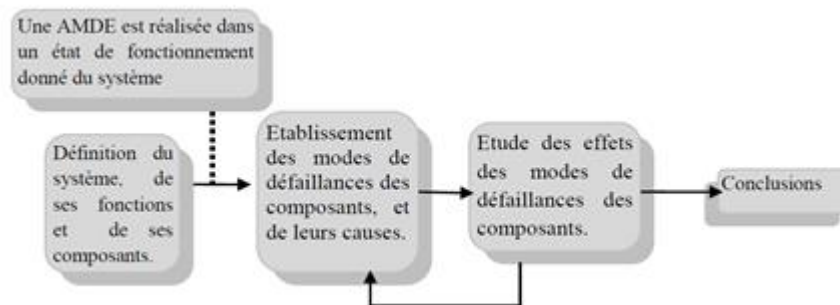 Une AMDE est réalisée dans
un état de fonctionnement
donné du système
Définition du
système, de
ses fonctions
et de ses
composants.
Etablissement
des modes de
défaillances des
composants, et
de leurs causes.
Etude des effets
des modes de
défaillances des
composants.
Conclusions